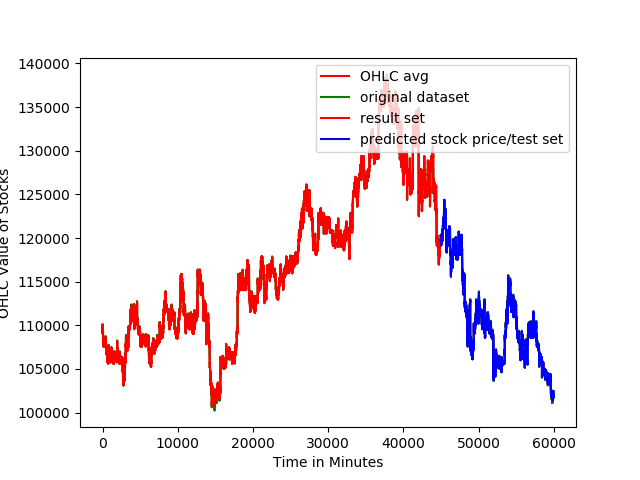 140000
135000
130000
125000
120000
115000
110000
105000
100000
OHLC Value of Stocks
OHLC avg
original dataset
result set
predicted stock price/test set
0
10000
20000
30000
40000
50000
60000
Time in Minutes